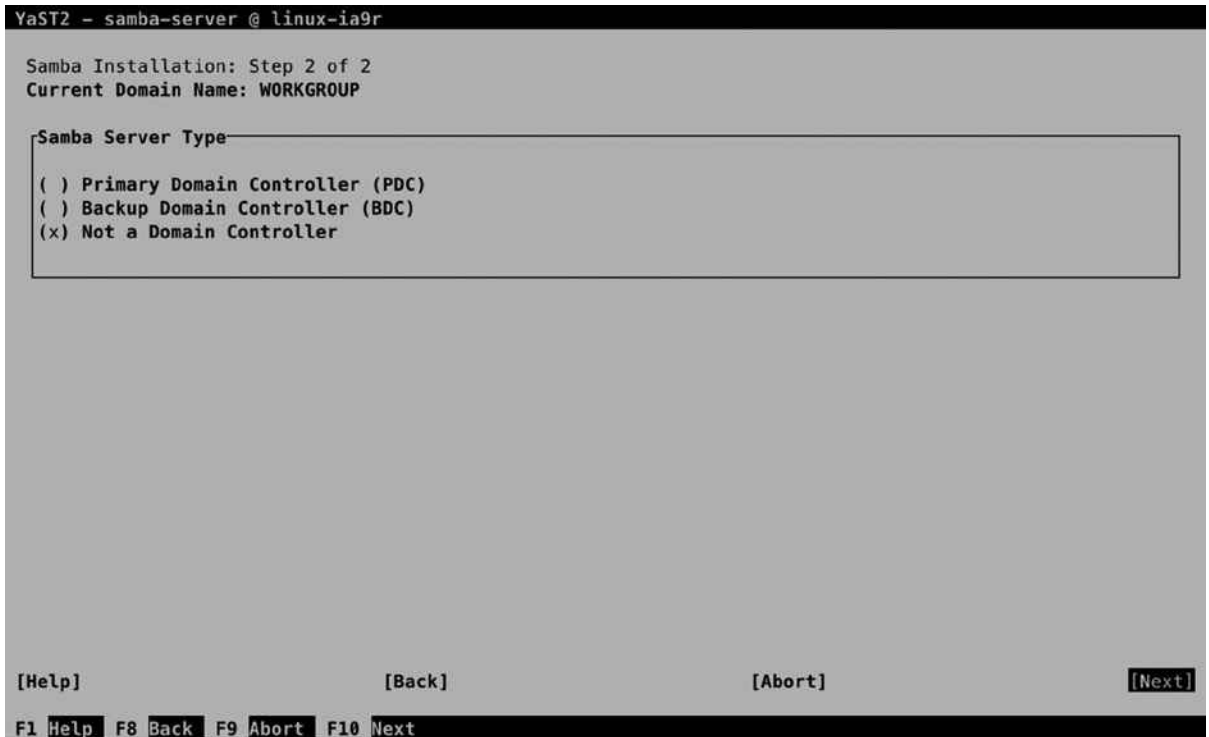 YaST2 - samba-server @ linux-ia9r
Samba Installation: Step 2 of 2
Current Domain Name: WORKGROUP
Samba Server Type
( ) Primary Domain Controller (PDC)
( ) Backup Domain Controller (BDC)
(x) Not a Domain Controller
[Help] [Back] [Abort] [Next]
F1 Help F8 Back F9 Abort F10 Next